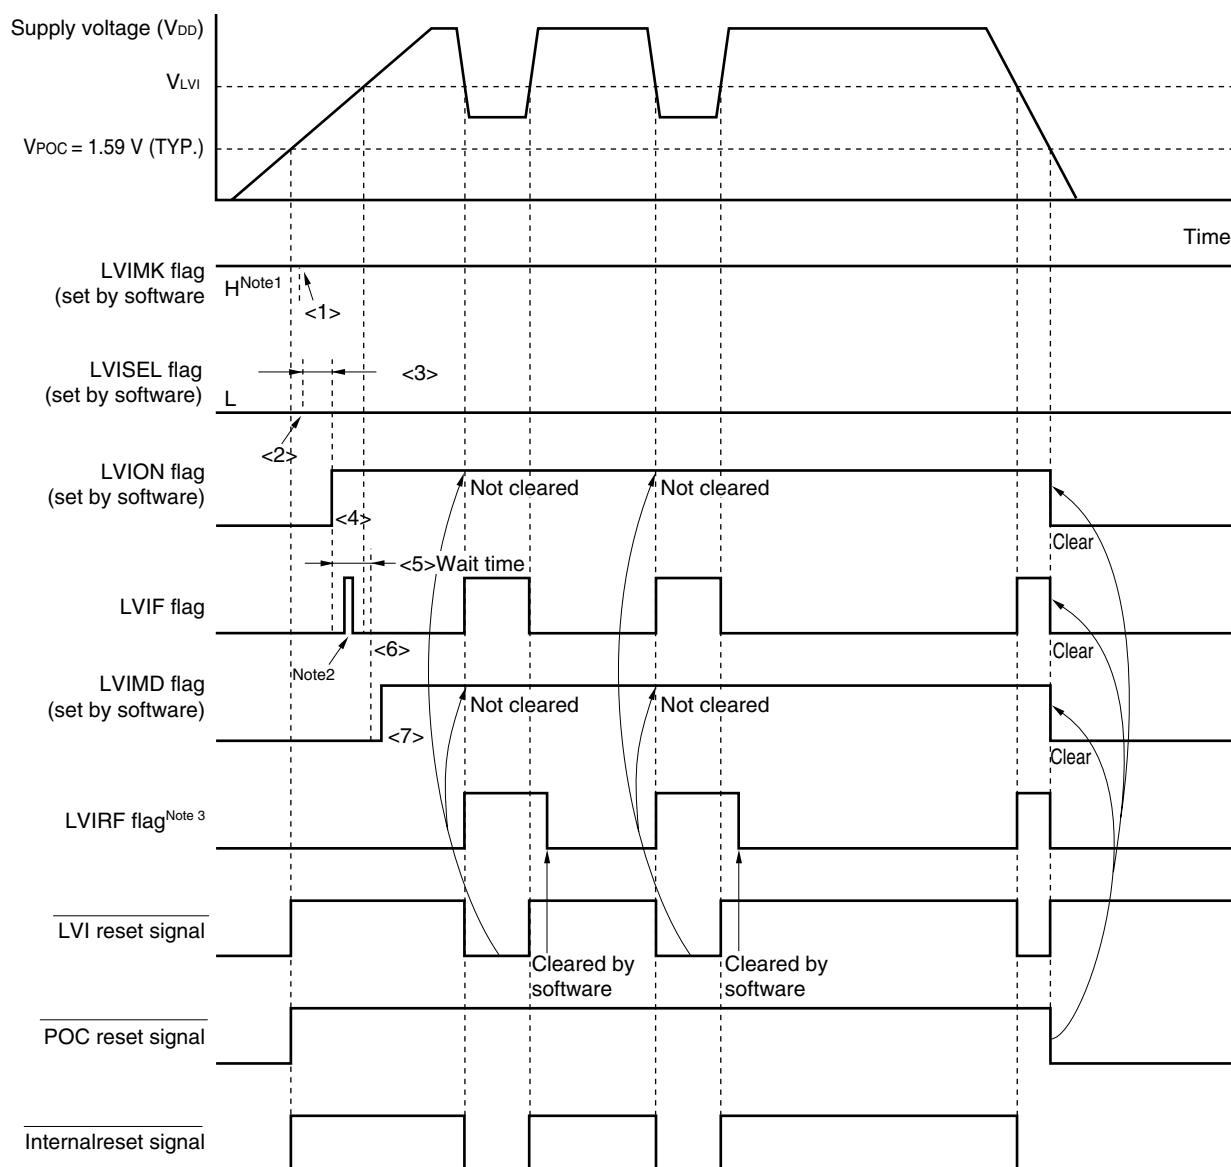 Supply voltage (VDD)
VLVI
VPOC = 1.59 V (TYP.)
Time
LVIMK flag
(set by software
H Note1
<1>
LVISEL flag
(set by software)
L
<3>
<2>
LVION flag
(set by software)
Not cleared
Not cleared
<4>
Clear
<5>Wait time
LVIF flag
<6>
Clear
Note2
LVIMD flag
(set by software)
Not cleared
Not cleared
<7>
Clear
LVIRF flag Note 3
LVI reset signal
Cleared by
software
Cleared by
software
POC reset signal
Internalreset signal